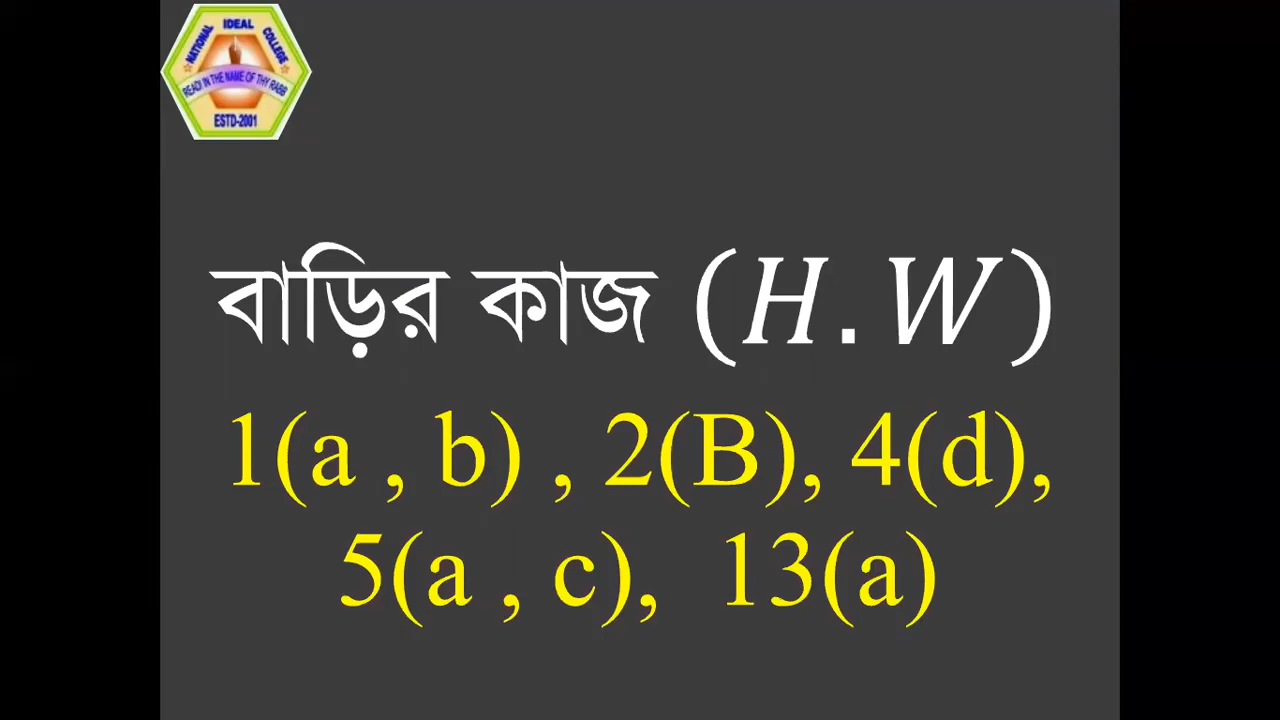 NATIONAL IDEAL COLLEGE
READ! IN THE NAME OF THY RABB
ESTD-2001
বাড়ির কাজ (H.W)
1(a , b) , 2(B), 4(d),
5(a , c), 13(a)